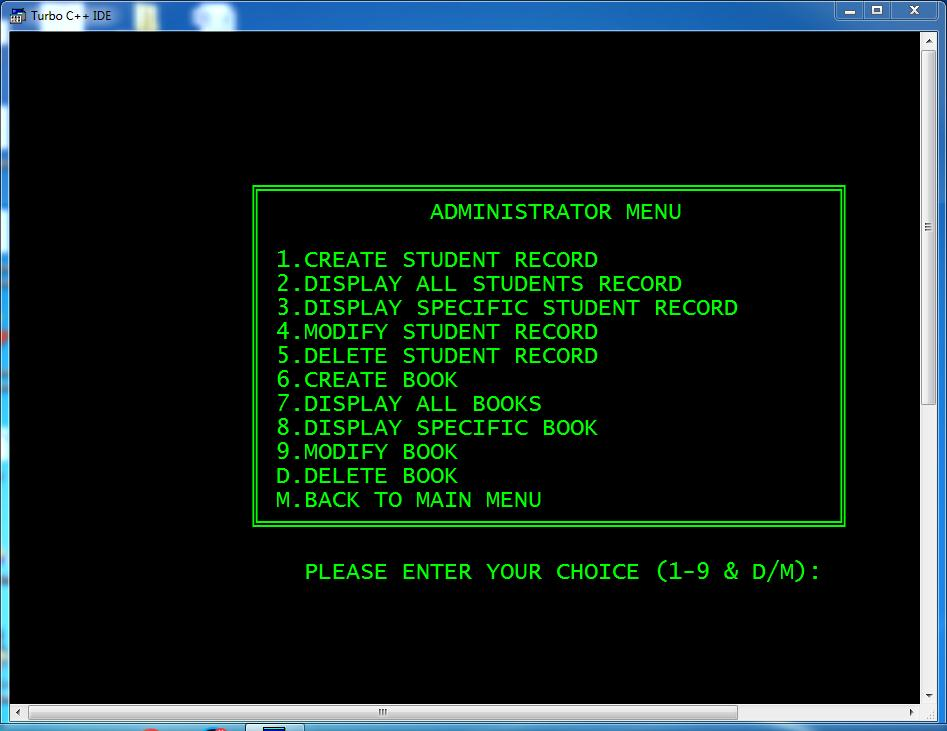 Turbo C++ IDE
ADMINISTRATOR MENU
1.CREATE STUDENT RECORD
2.DISPLAY ALL STUDENTS RECORD
3.DISPLAY SPECIFIC STUDENT RECORD
4.MODIFY STUDENT RECORD
5.DELETE STUDENT RECORD
6.CREATE BOOK
7.DISPLAY ALL BOOKS
8.DISPLAY SPECIFIC BOOK
9.MODIFY BOOK
D.DELETE BOOK
M.BACK TO MAIN MENU
PLEASE ENTER YOUR CHOICE (1-9 & D/M):